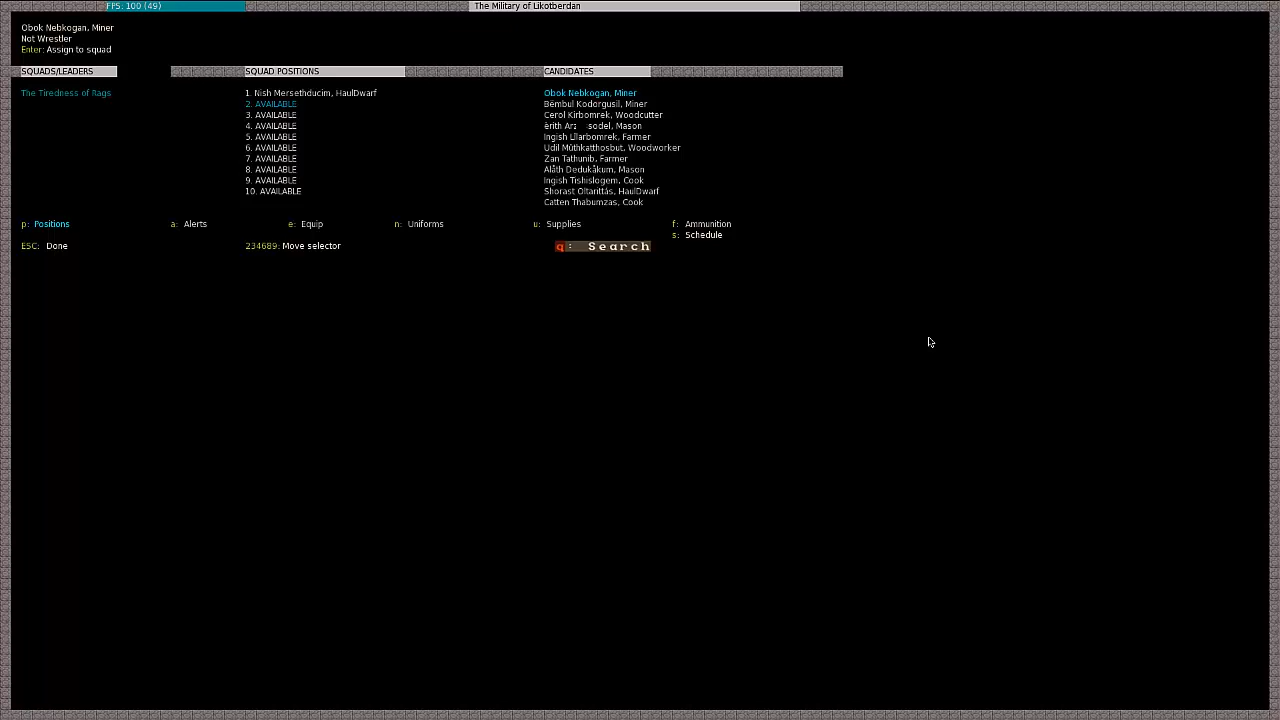 FPS: 100 (49)
The Military of Likotberdan
Obok Nebkogan, Miner
Not Wrestler
Enter: Assign to squad
SQUADS/LEADERS
SQUAD POSITIONS
CANDIDATES
The Tiredness of Rags
1. Nish Mersethducim, HaulDwarf
Obok Nebkogan, Miner
2. AVAILABLE
Bëmbul Kodorgusil, Miner
3. AVAILABLE
Cerol Kirbomrek, Woodcutter
4. AVAILABLE
sodel, Mason
5. AVAILABLE
Ingish Lîlarbomrek, Farmer
6. AVAILABLE
Udil Mûthkatthosbut, Woodworker
7. AVAILABLE
Zan Tathunib, Farmer
8. AVAILABLE
Alåth Dedukåkum, Mason
9. AVAILABLE
Ingish Tishislogem, Cook
10. AVAILABLE
Shorast Oltarittás, HaulDwarf
Catten Thabumzas, Cook
p: Positions
a: Alerts
e: Equip
n: Uniforms
u: Supplies
f: Ammunition
s: Schedule
ESC: Done
234689: Move selector
q: Search